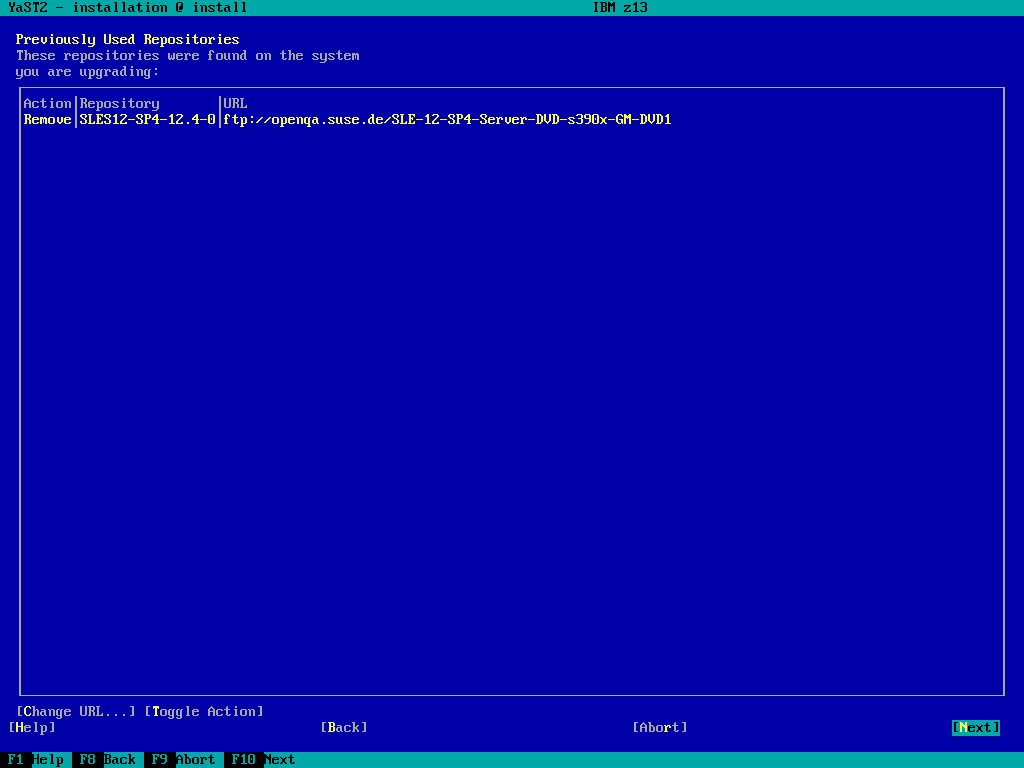 YaST2 - installation @ install IBM z13
Previously Used Repositories
These repositories were found on the system
you are upgrading:
Action|Repository |URL
Remove|SLES12-SP4-12.4-0|ftp://openqa.suse.de/SLE-12-SP4-Server-DVD-s390x-GM-DVD1
[Change URL...] [Toggle Action]
[Help] [Back] [Abort] [Next]
F1 Help F8 Back F9 Abort F10 Next